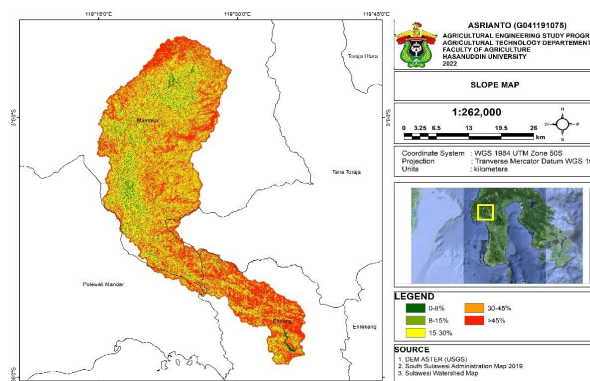 119°15'0"E
119°30'0"E
119°45'0"E
3°0'0"S
3°0'0"S
Toraja Utara
Mamasa
Tana Toraja
Polewali Mandar
Pinrang
Enrekang
ASRIANTO (G041191075)
AGRICULTURAL ENGINEERING STUDY PROGR
AGRICULTURAL TECHNOLOGY DEPARTEMENT
FACULTY OF AGRICULTURE
HASANUDDIN UNIVERSITY
2022
SLOPE MAP
1:262,000
0 3.25 6.5 13 19.5 26
km
N
Coordinate System : WGS 1984 UTM Zone 50S
Projection : Tranverse Mercator Datum WGS 19
Units : kilometers
LEGEND
0-8% 30-45%
8-15% >45%
15-30%
SOURCE
1. DEM ASTER (USGS)
2. South Sulawesi Administration Map 2019
3. Sulawesi Watershed Map